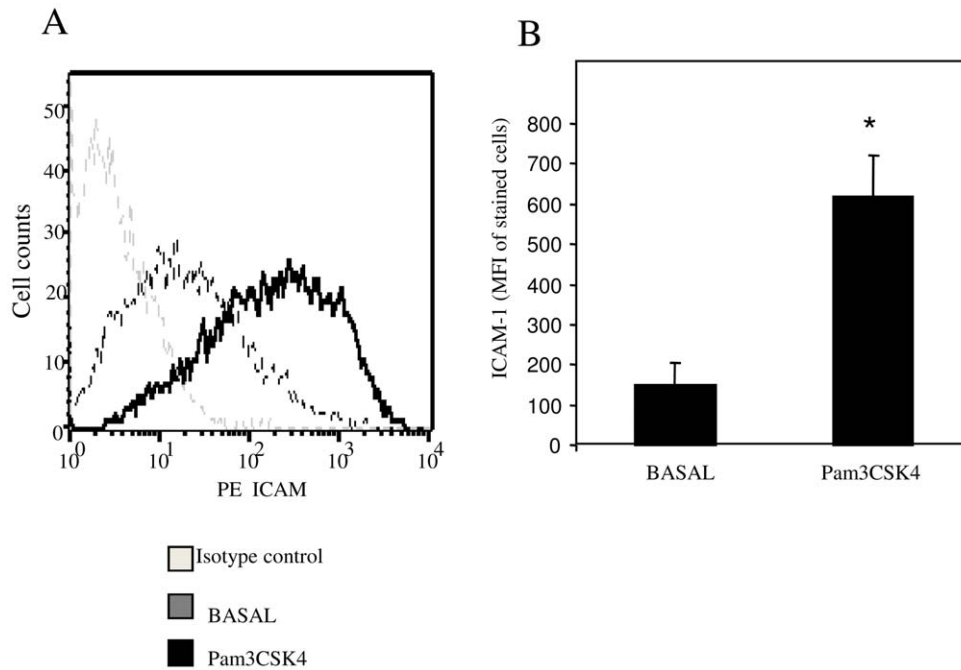 A
50
40
30
20
10
0
Cell counts
10^0 10^1 10^2 10^3 10^4
PE ICAM
Isotype control
BASAL
Pam3CSK4
B
*
800
700
600
500
400
300
200
100
0
ICAM-1 (MFI of stained cells)
BASAL Pam3CSK4